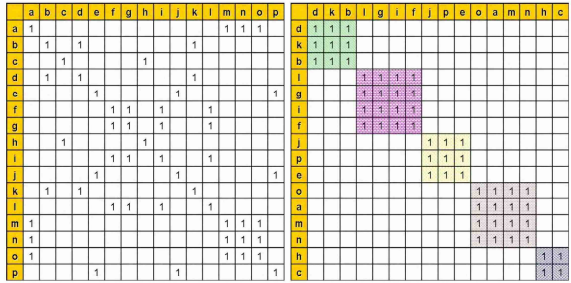 a b c d e f g h i j k l m n o p
a 1 1 1 1
b 1 1 1
c 1 1
d 1 1 1
e 1 1 1
f 1 1 1 1
g 1 1 1 1
h 1 1
i 1 1 1 1
j 1 1 1
k 1 1 1
l 1 1 1 1
m 1 1 1 1
n 1 1 1 1
o 1 1 1 1
p 1 1 1
d k b l g i f j p e o a m n h c
d 1 1 1
k 1 1 1
b 1 1 1
l 1 1 1 1
g 1 1 1 1
i 1 1 1 1
f 1 1 1 1
j 1 1 1
p 1 1 1
e 1 1 1
o 1 1 1 1
a 1 1 1 1
m 1 1 1 1
n 1 1 1 1
h 1 1
c 1 1